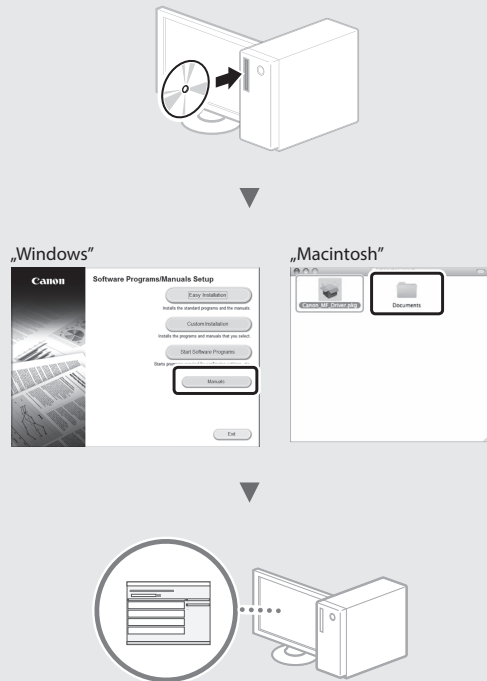 „Windows”
„Macintosh”
Canon
Software Programs/Manuals Setup
Easy Installation
Installs the standard programs and the manuals.
Custom Installation
Installs the programs and manuals that you select.
Start Software Programs
Manuals
Exit
Canon_MF_Driver.pkg
Documents